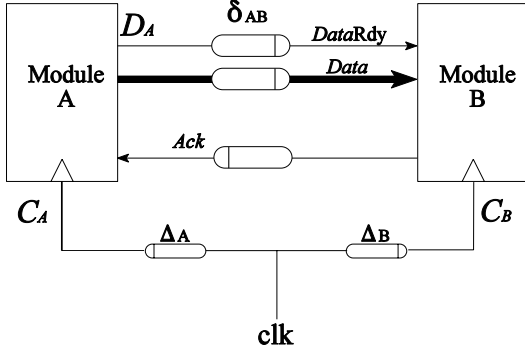 D_A δ_AB DataRdy
Data
Module A
Module B
Ack
C_A C_B
Δ_A Δ_B
clk